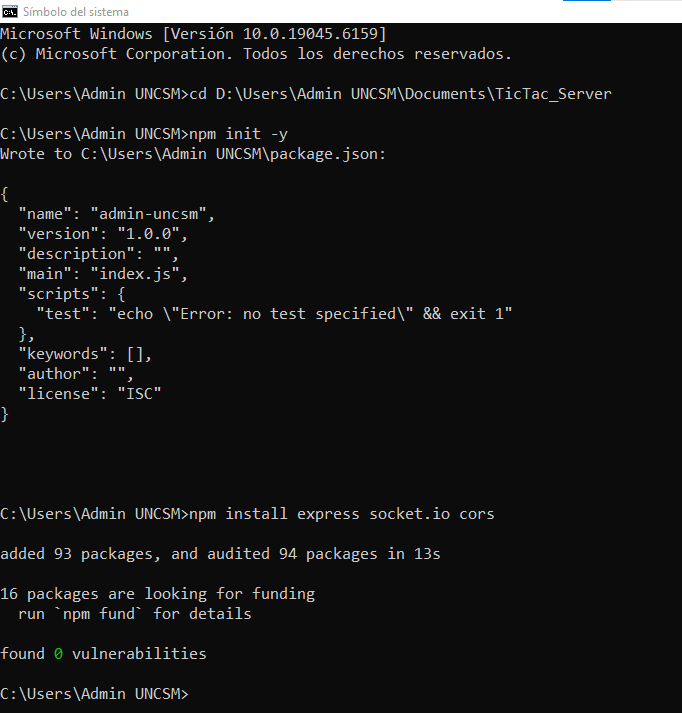 Símbolo del sistema
Microsoft Windows [Versión 10.0.19045.6159]
(c) Microsoft Corporation. Todos los derechos reservados.
C:\Users\Admin UNCSM>cd D:\Users\Admin UNCSM\Documents\TicTac_Server
C:\Users\Admin UNCSM>npm init -y
Wrote to C:\Users\Admin UNCSM\package.json:
{
  "name": "admin-uncsm",
  "version": "1.0.0",
  "description": "",
  "main": "index.js",
  "scripts": {
    "test": "echo \"Error: no test specified\" && exit 1"
  },
  "keywords": [],
  "author": "",
  "license": "ISC"
}
C:\Users\Admin UNCSM>npm install express socket.io cors
added 93 packages, and audited 94 packages in 13s
16 packages are looking for funding
  run `npm fund` for details
found 0 vulnerabilities
C:\Users\Admin UNCSM>